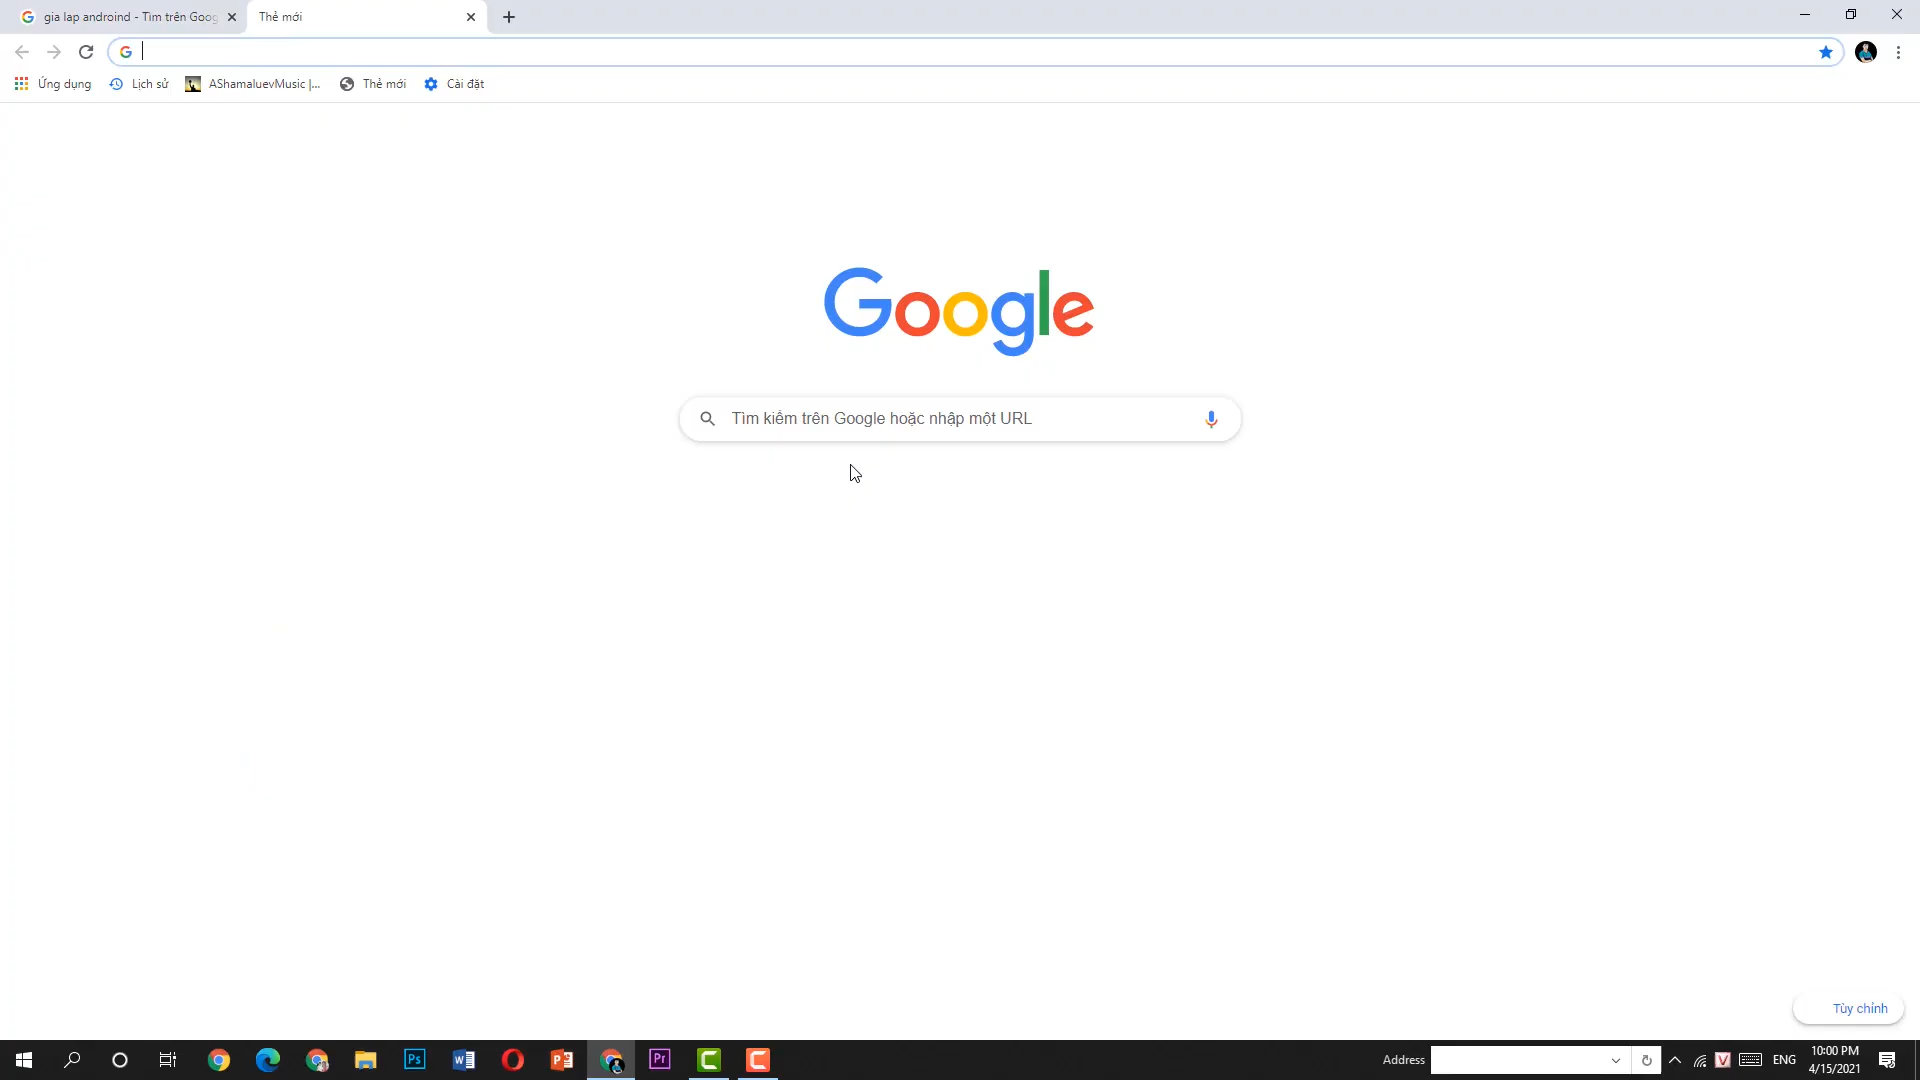 gia lap androind - Tìm trên Goog
Thẻ mới
Ứng dụng
Lịch sử
AShamaluevMusic |...
Thẻ mới
Cài đặt
Google
Tìm kiếm trên Google hoặc nhập một URL
Tùy chỉnh
Address
ENG
10:00 PM
4/15/2021